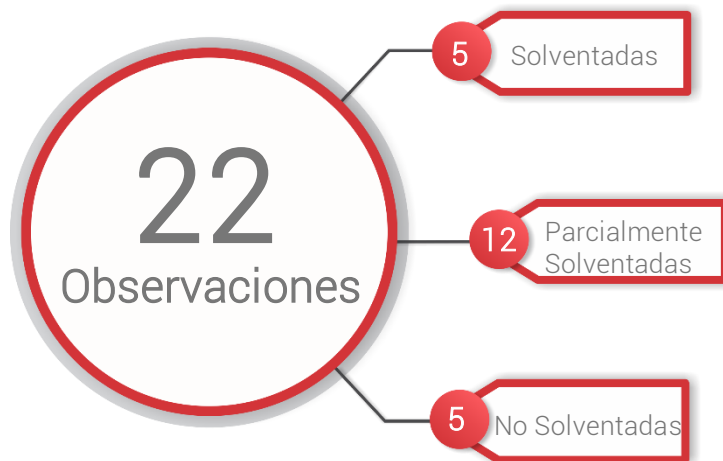 22
Observaciones
5
Solventadas
12
Parcialmente
Solventadas
5
No Solventadas